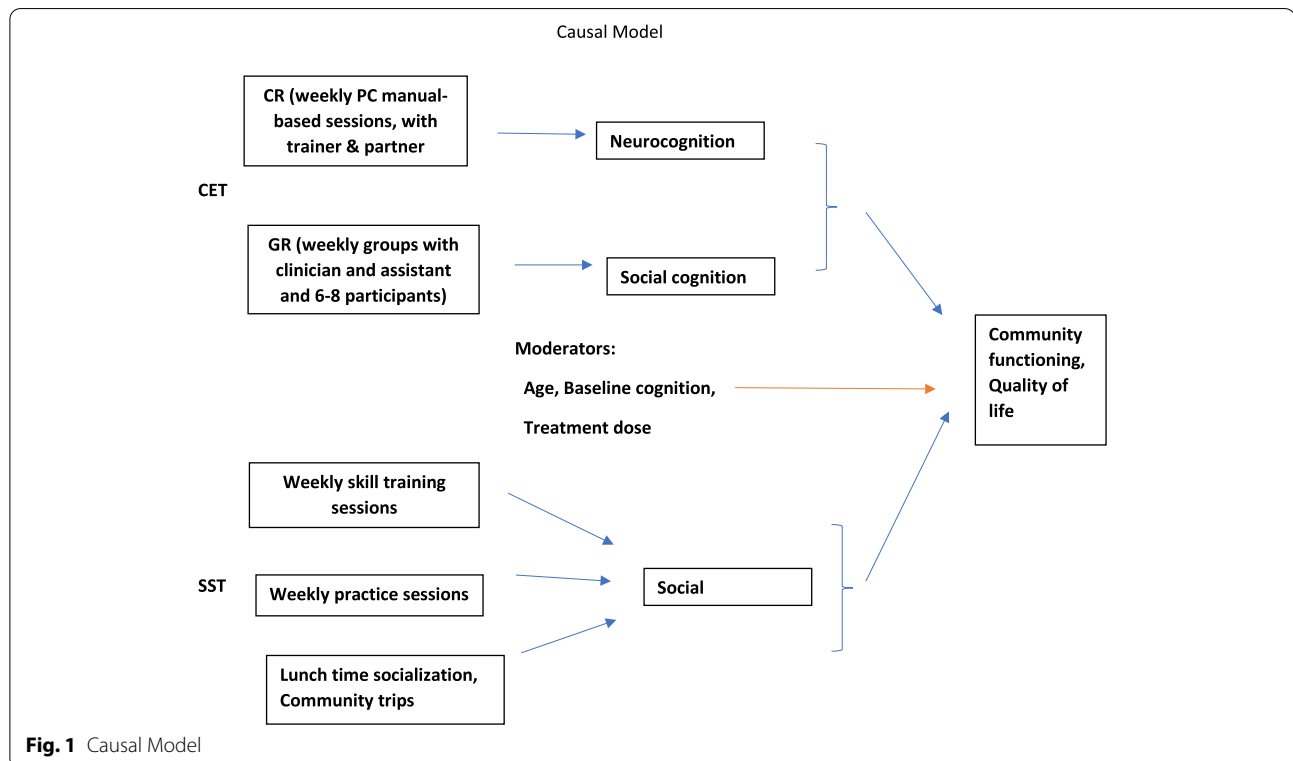 Causal Model
CR (weekly PC manual-
based sessions, with
trainer & partner
Neurocognition
CET
GR (weekly groups with
clinician and assistant
and 6-8 participants)
Social cognition
Moderators:
Age, Baseline cognition,
Treatment dose
Community
functioning,
Quality of
life
Weekly skill training
sessions
SST
Weekly practice sessions
Social
Lunch time socialization,
Community trips
Fig. 1 Causal Model